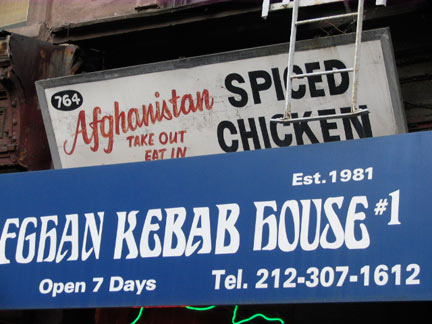 764
Afghanistan
TAKE OUT
EAT IN
SPICED
CHICKEN
Est.1981
FGHAN KEBAB HOUSE #1
Open 7 Days
Tel. 212-307-1612